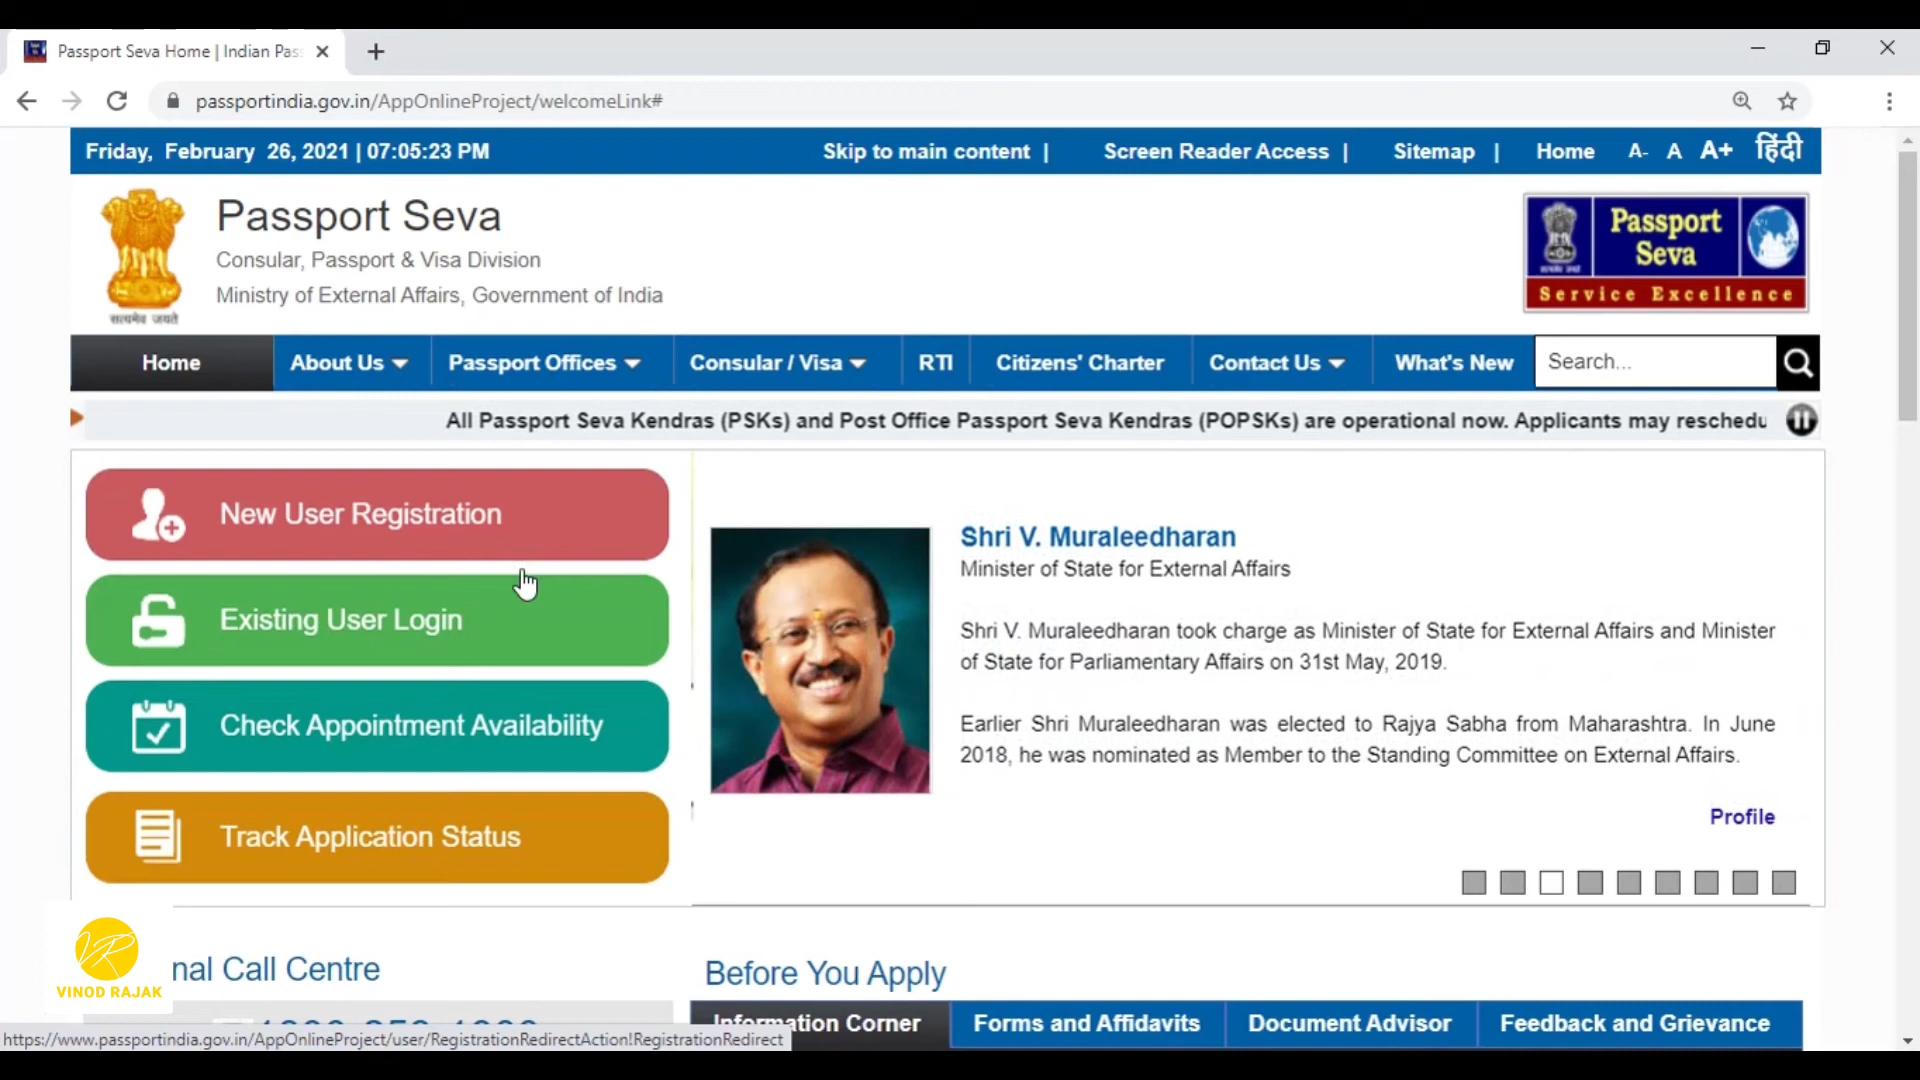 Passport Seva Home | Indian Pas
passportindia.gov.in/AppOnlineProject/welcomeLink#
Friday, February 26, 2021 | 07:05:23 PM
Skip to main content |
Screen Reader Access |
Sitemap |
Home
A- A A+ हिंदी
Passport Seva
Consular, Passport & Visa Division
Ministry of External Affairs, Government of India
सत्यमेव जयते
Passport
Seva
Service Excellence
Home
About Us
Passport Offices
Consular / Visa
RTI
Citizens' Charter
Contact Us
What's New
Search...
All Passport Seva Kendras (PSKs) and Post Office Passport Seva Kendras (POPSKs) are operational now. Applicants may reschedu
New User Registration
Existing User Login
Check Appointment Availability
Track Application Status
Shri V. Muraleedharan
Minister of State for External Affairs
Shri V. Muraleedharan took charge as Minister of State for External Affairs and Minister
of State for Parliamentary Affairs on 31st May, 2019.
Earlier Shri Muraleedharan was elected to Rajya Sabha from Maharashtra. In June
2018, he was nominated as Member to the Standing Committee on External Affairs.
Profile
VR
VINOD RAJAK
nal Call Centre
Before You Apply
Information Corner
Forms and Affidavits
Document Advisor
Feedback and Grievance
https://www.passportindia.gov.in/AppOnlineProject/user/RegistrationRedirectAction!RegistrationRedirect